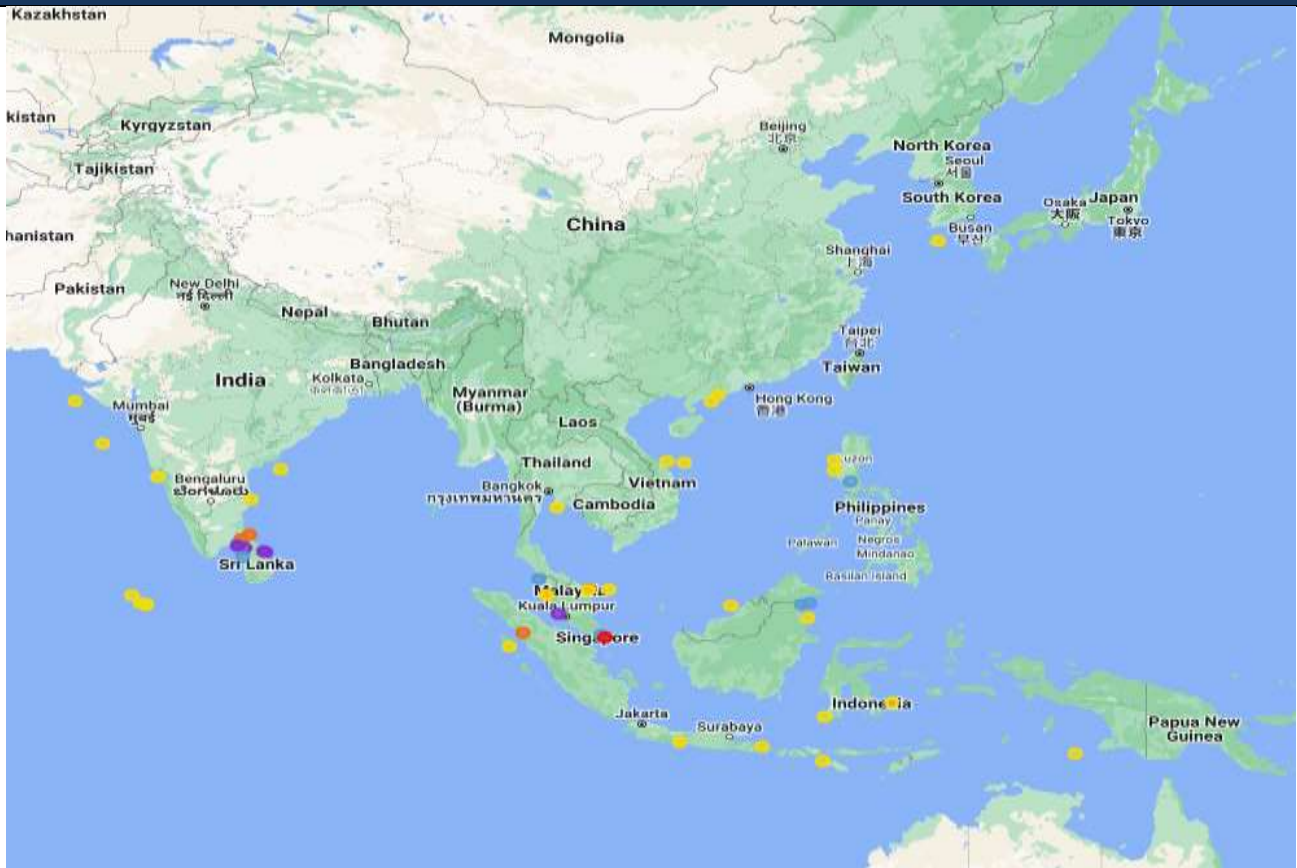 Kazakhstan
Mongolia
kistan
Kyrgyzstan
Beijing
北京
North Korea
Tajikistan
Seoul
서울
South Korea
Osaka
大阪
Japan
Tokyo
東京
Busan
부산
China
hanistan
Shanghai
上海
Pakistan
New Delhi
नई दिल्ली
Nepal
Bhutan
Taipei
台北
Bangladesh
Taiwan
India
Kolkata
Myanmar
(Burma)
Hong Kong
香港
Mumbai
मुंबई
Laos
Thailand
uzon
Bengaluru
ಬೆಂಗಳೂರು
Vietnam
Bangkok
กรุงเทพมหานคร
Cambodia
Philippines
Panay
Palawan
Negros
Mindanao
Sri Lanka
Basilan Island
Malay
Kuala Lumpur
Singapore
Indonesia
Jakarta
Surabaya
Papua New
Guinea